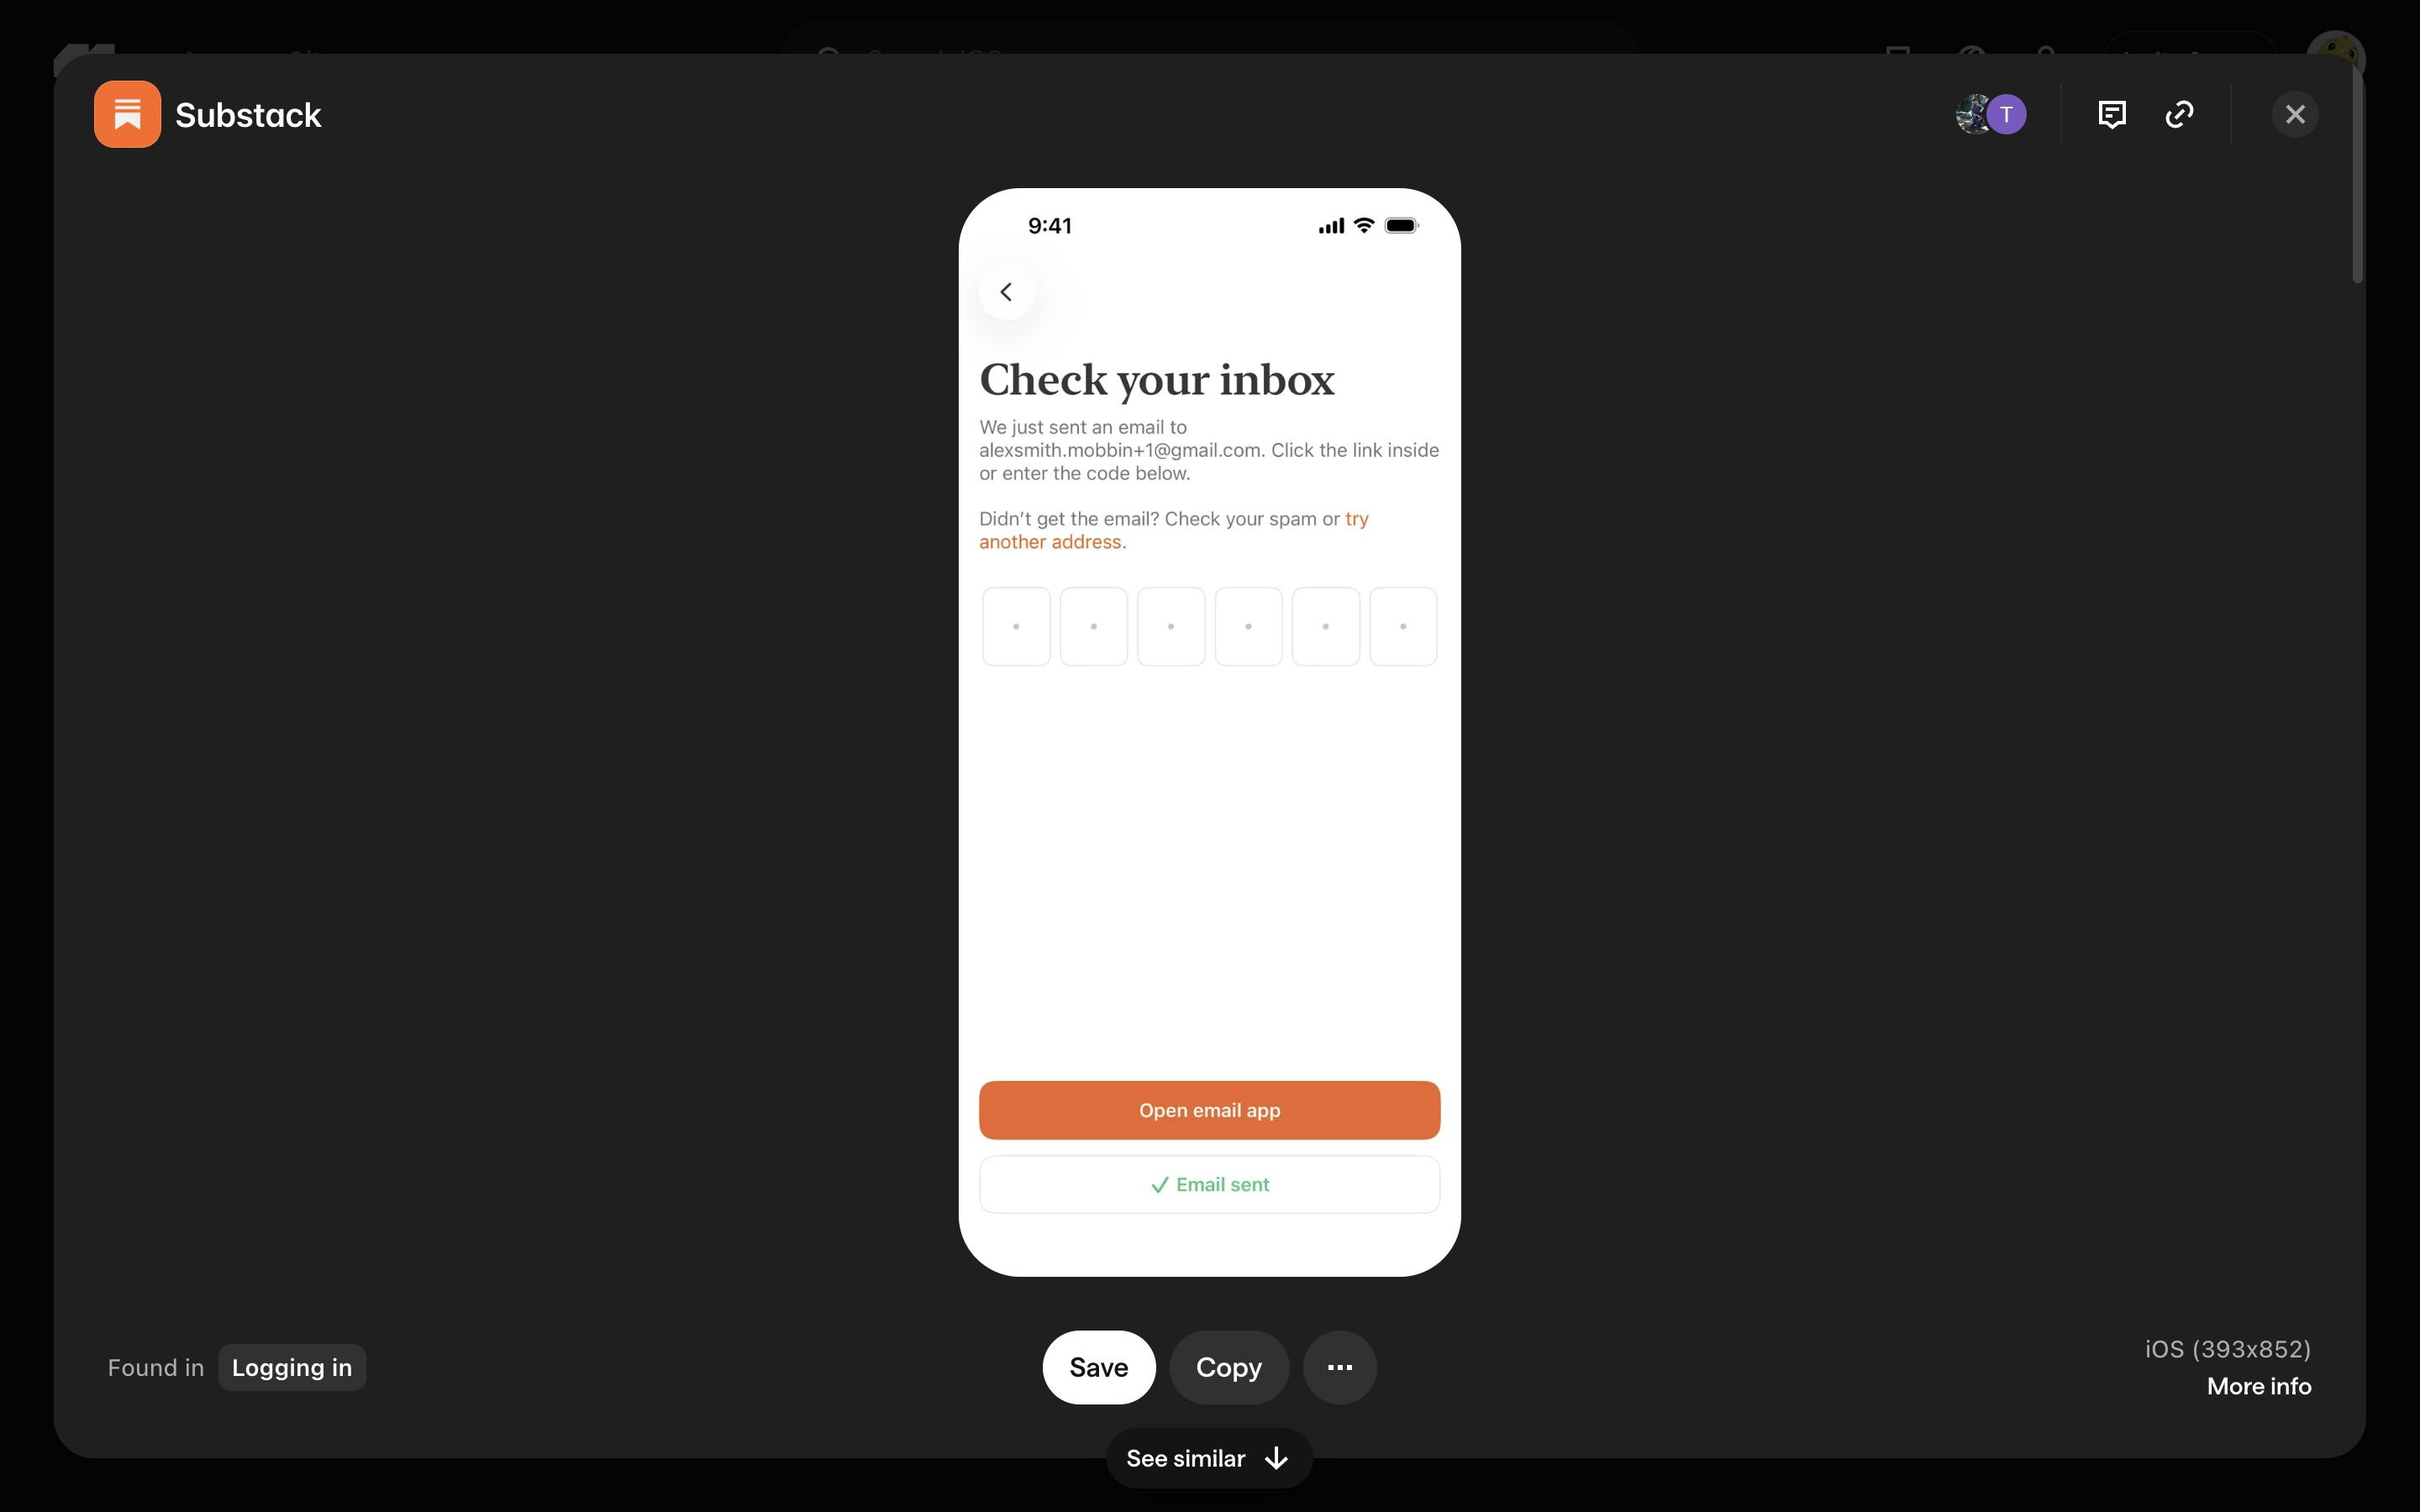 Substack
T
9:41
Check your inbox
We just sent an email to
alexsmith.mobbin+1@gmail.com. Click the link inside
or enter the code below.
Didn’t get the email? Check your spam or try
another address.
Open email app
Email sent
Found in Logging in
Save
Copy
iOS (393x852)
More info
See similar